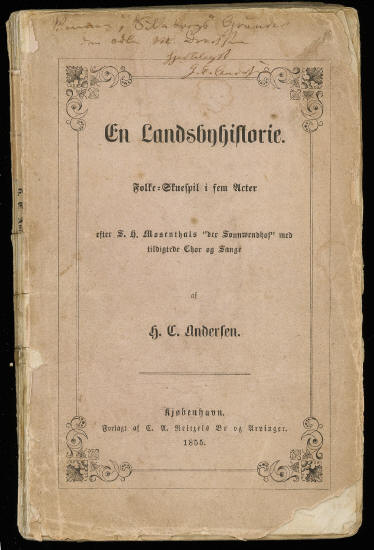 En Landsbyhistorie.
Folke-Skuespil i fem Acter
efter S. H. Mosenthals "der Sonnwendhof" med
tildigtede Chor og Sange
af
H. C. Andersen.
Kjøbenhavn.
Forlagt af C. A. Reitzels Bo og Arvinger.
1855.